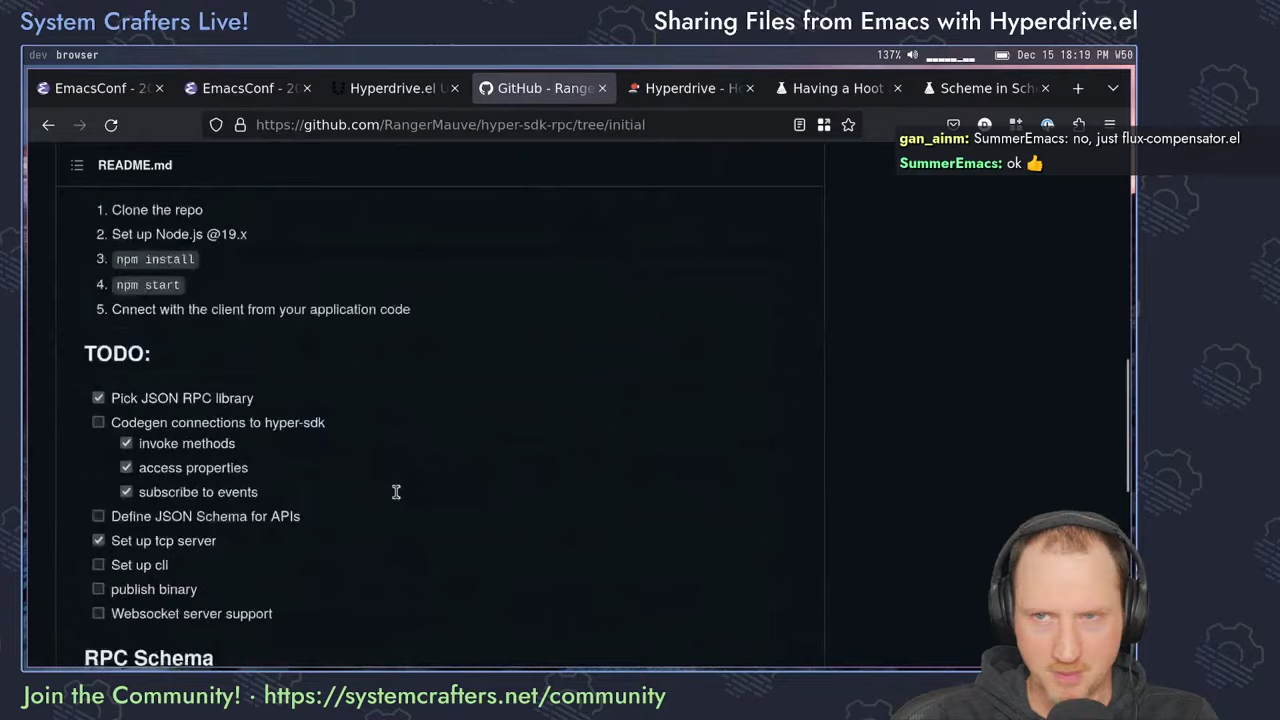 System Crafters Live!
Sharing Files from Emacs with Hyperdrive.el
dev browser
137%
Dec 15 18:19 PM W50
EmacsConf - 20
EmacsConf - 20
Hyperdrive.el U
GitHub - Range
Hyperdrive - Ho
Having a Hoot
Scheme in Sch
https://github.com/RangerMauve/hyper-sdk-rpc/tree/initial
gan_ainm: SummerEmacs: no, just flux-compensator.el
SummerEmacs: ok 👍
README.md
1. Clone the repo
2. Set up Node.js @19.x
3. npm install
4. npm start
5. Cnnect with the client from your application code
TODO:
Pick JSON RPC library
Codegen connections to hyper-sdk
invoke methods
access properties
subscribe to events
Define JSON Schema for APIs
Set up tcp server
Set up cli
publish binary
Websocket server support
RPC Schema
Join the Community! · https://systemcrafters.net/community